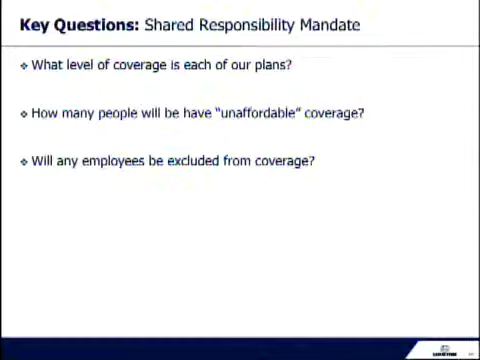 Key Questions: Shared Responsibility Mandate
What level of coverage is each of our plans?
How many people will be have “unaffordable” coverage?
Will any employees be excluded from coverage?